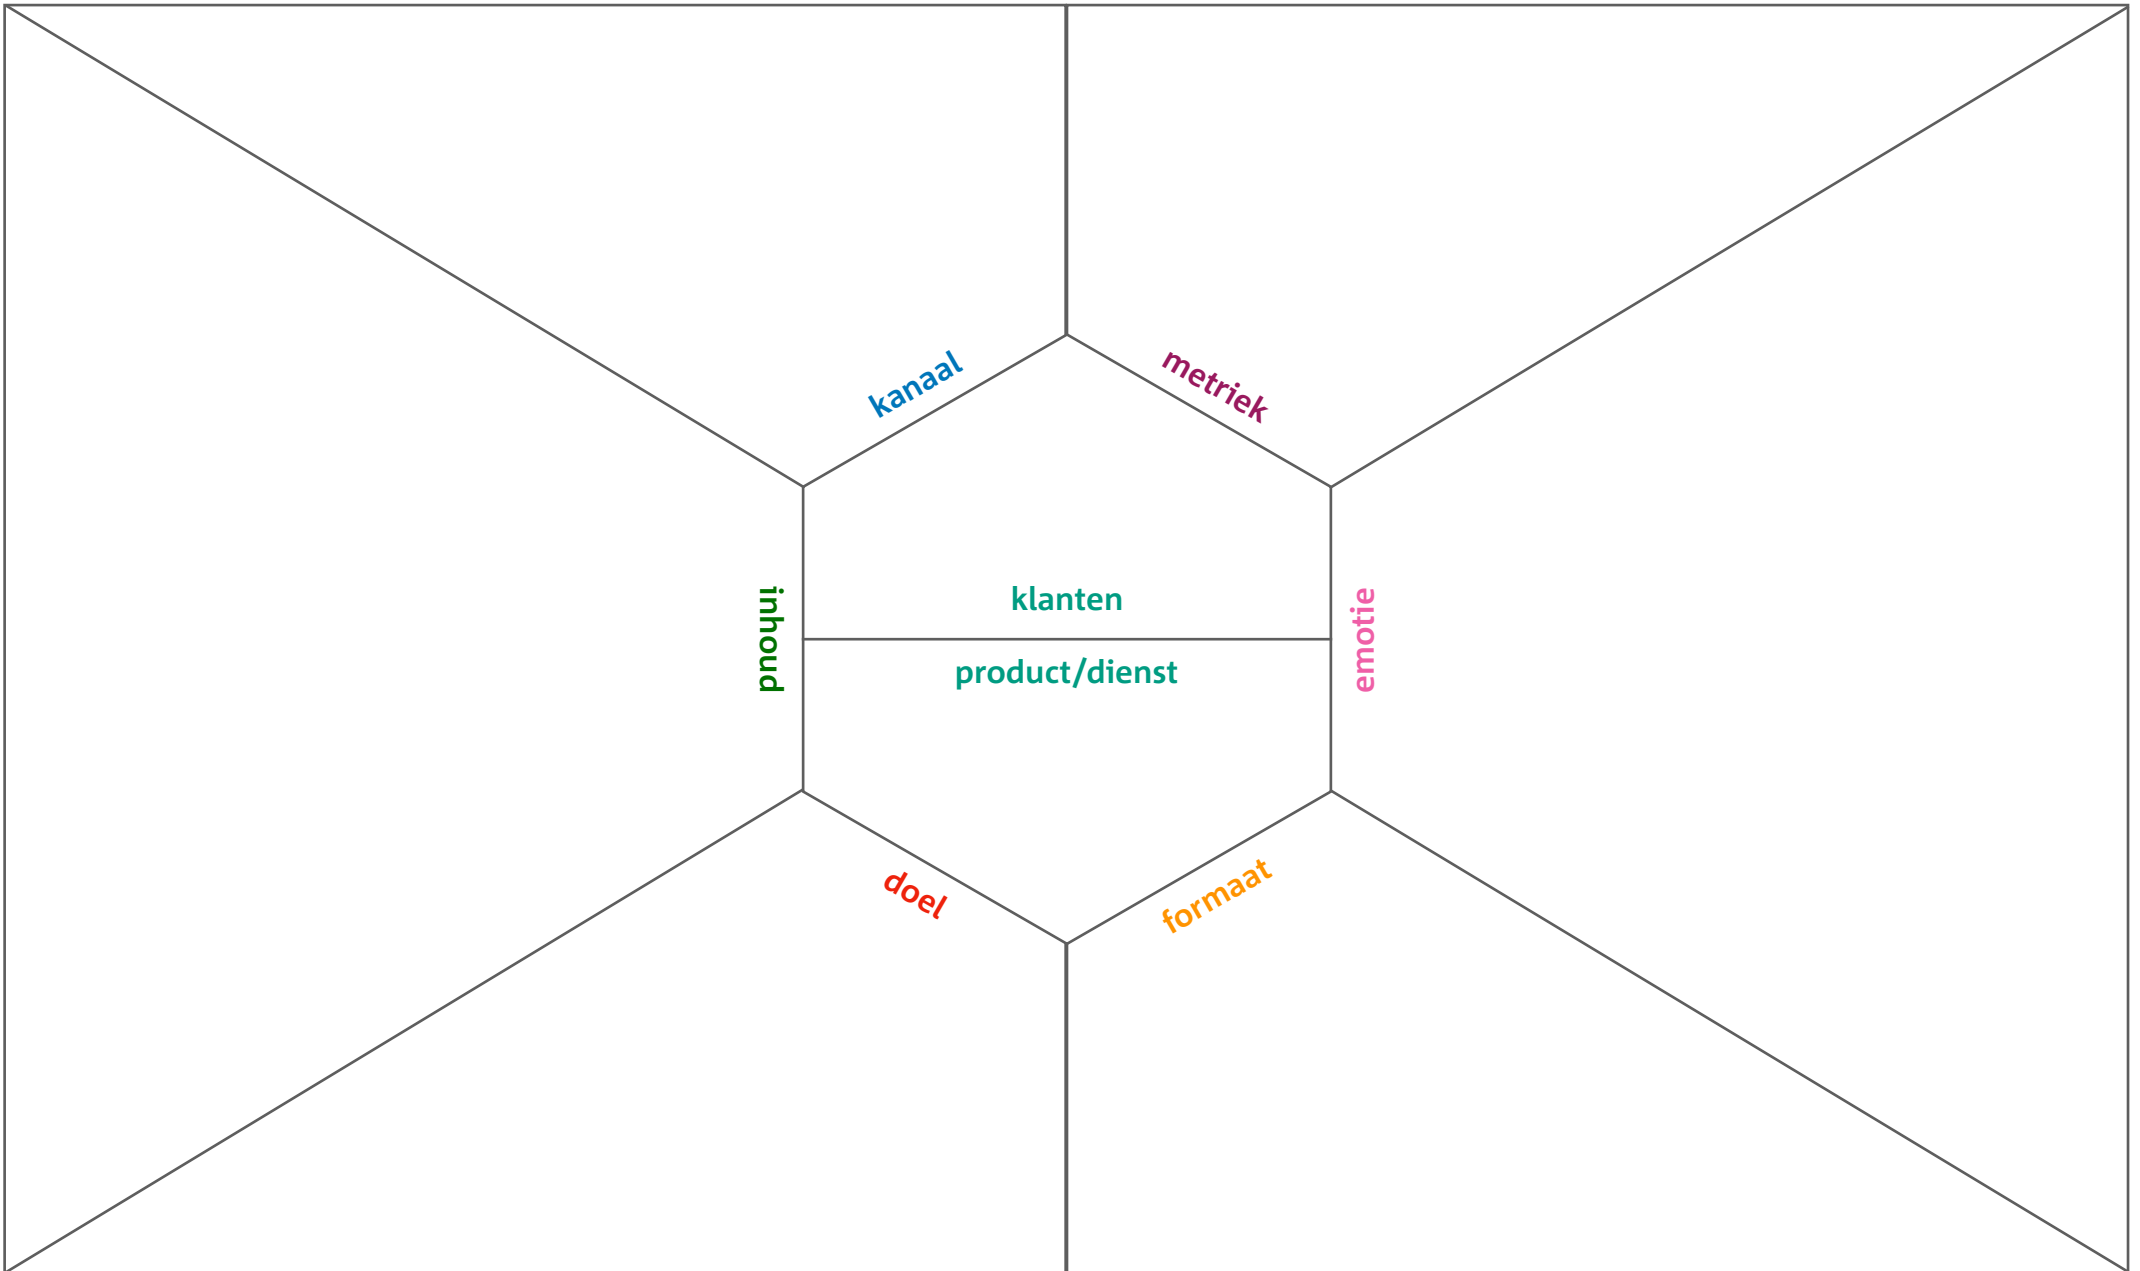 kanaal
metriek
inhoud
klanten
emotie
product/dienst
doel
formaat